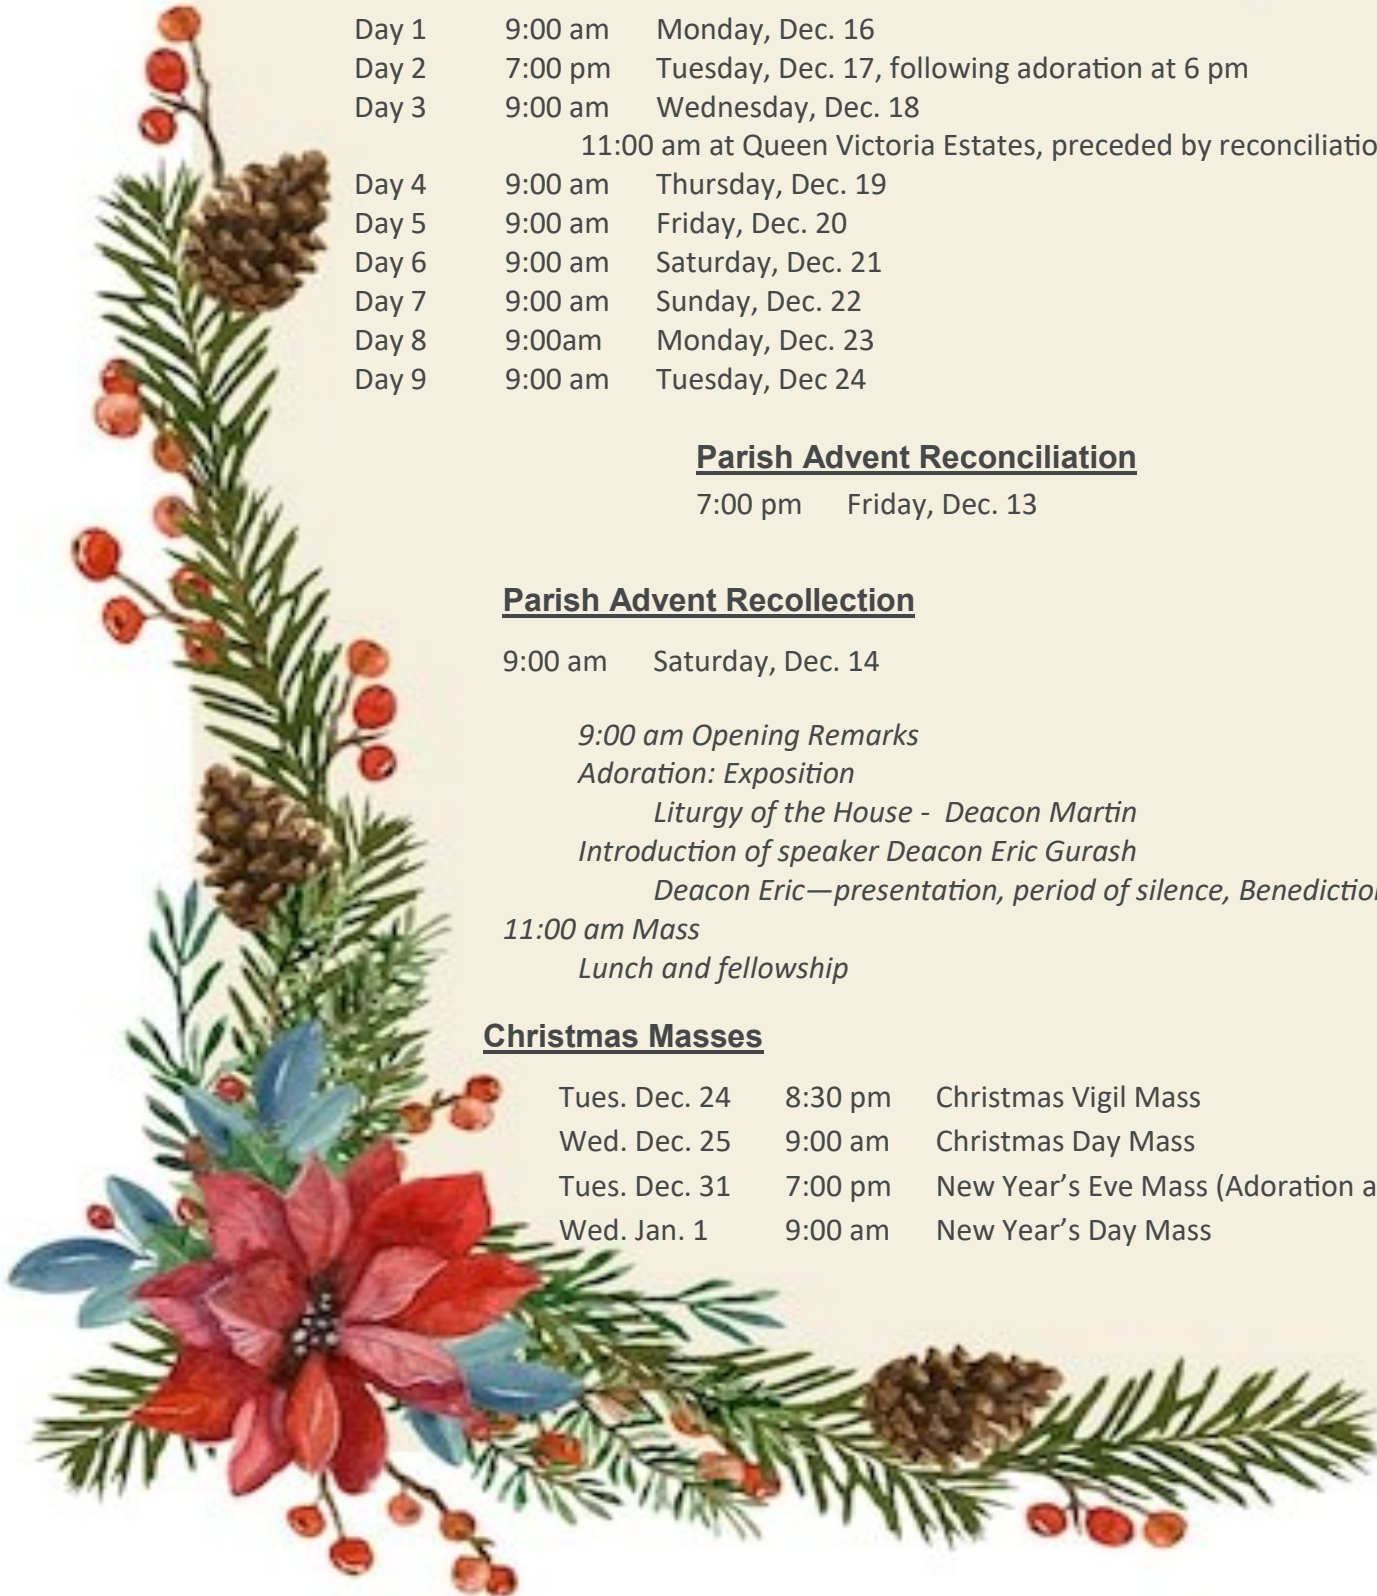 Day 1 9:00 am Monday, Dec. 16
Day 2 7:00 pm Tuesday, Dec. 17, following adoration at 6 pm
Day 3 9:00 am Wednesday, Dec. 18
11:00 am at Queen Victoria Estates, preceded by
Day 4 9:00 am Thursday, Dec. 19
Day 5 9:00 am Friday, Dec. 20
Day 6 9:00 am Saturday, Dec. 21
Day 7 9:00 am Sunday, Dec. 22
Day 8 9:00am Monday, Dec. 23
Day 9 9:00 am Tuesday, Dec 24
Parish Advent Reconciliation
7:00 pm Friday, Dec. 13
Parish Advent Recollection
9:00 am Saturday, Dec. 14
9:00 am Opening Remarks
Adoration: Exposition
Liturgy of the House - Deacon Martin
Introduction of speaker Deacon Eric Gurash
Deacon Eric—presentation, period of silence,
11:00 am Mass
Lunch and fellowship
Christmas Masses
Tues. Dec. 24 8:30 pm Christmas Vigil Mass
Wed. Dec. 25 9:00 am Christmas Day Mass
Tues. Dec. 31 7:00 pm New Year’s Eve Mass (Adoration
Wed. Jan. 1 9:00 am New Year’s Day Mass